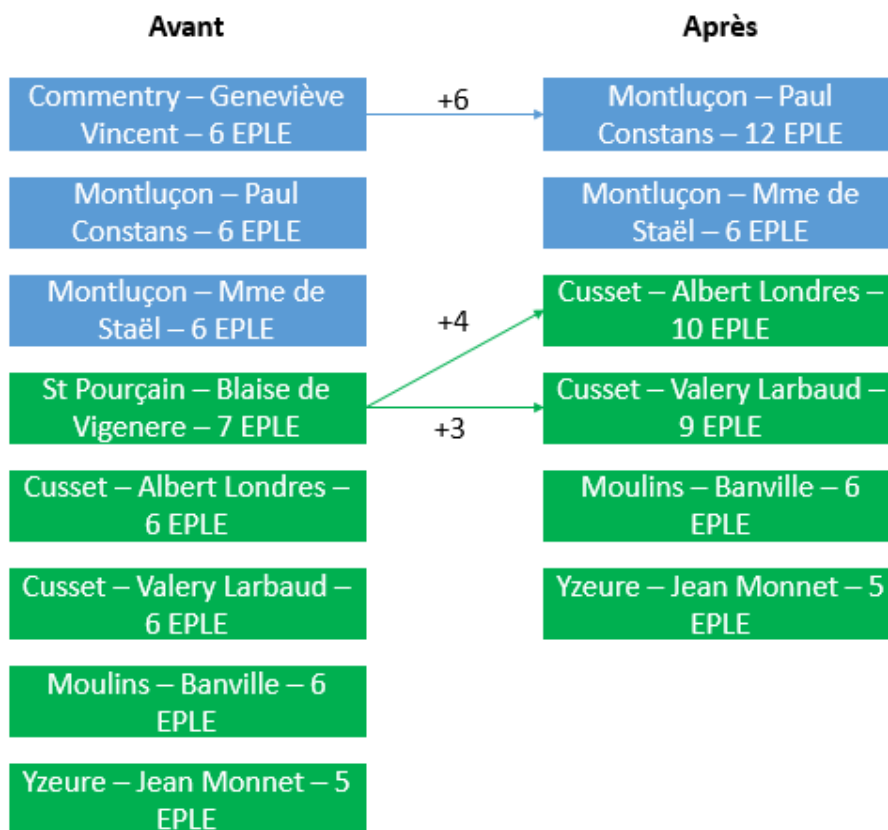 Avant
Après
Commentry – Geneviève
Vincent – 6 EPLE
+6
Montluçon – Paul
Constans – 12 EPLE
Montluçon – Paul
Constans – 6 EPLE
Montluçon – Mme de
Staël – 6 EPLE
Montluçon – Mme de
Staël – 6 EPLE
+4
Cusset – Albert Londres –
10 EPLE
St Pourçain – Blaise de
Vigenere – 7 EPLE
+3
Cusset – Valery Larbaud –
9 EPLE
Cusset – Albert Londres –
6 EPLE
Moulins – Banville – 6
EPLE
Cusset – Valery Larbaud –
6 EPLE
Yzeure – Jean Monnet – 5
EPLE
Moulins – Banville – 6
EPLE
Yzeure – Jean Monnet – 5
EPLE